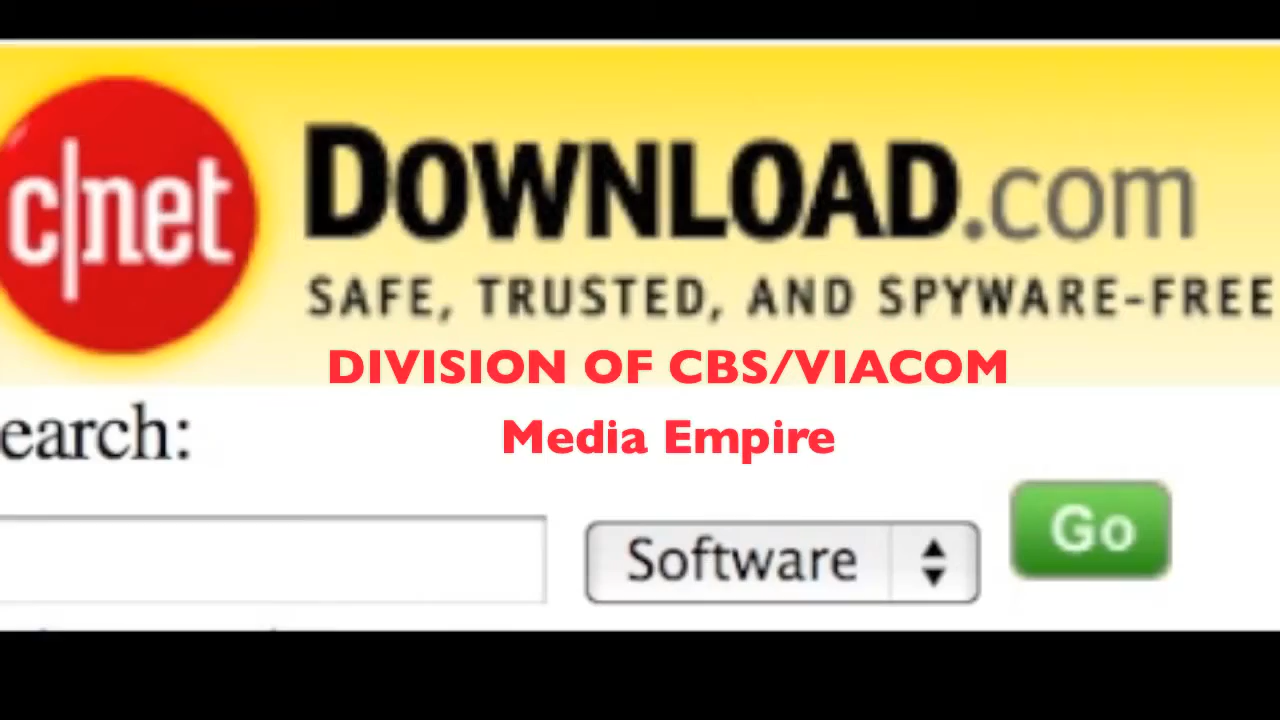 c|net
DOWNLOAD.com
SAFE, TRUSTED, AND SPYWARE-FREE
DIVISION OF CBS/VIACOM
Media Empire
earch:
Software
Go